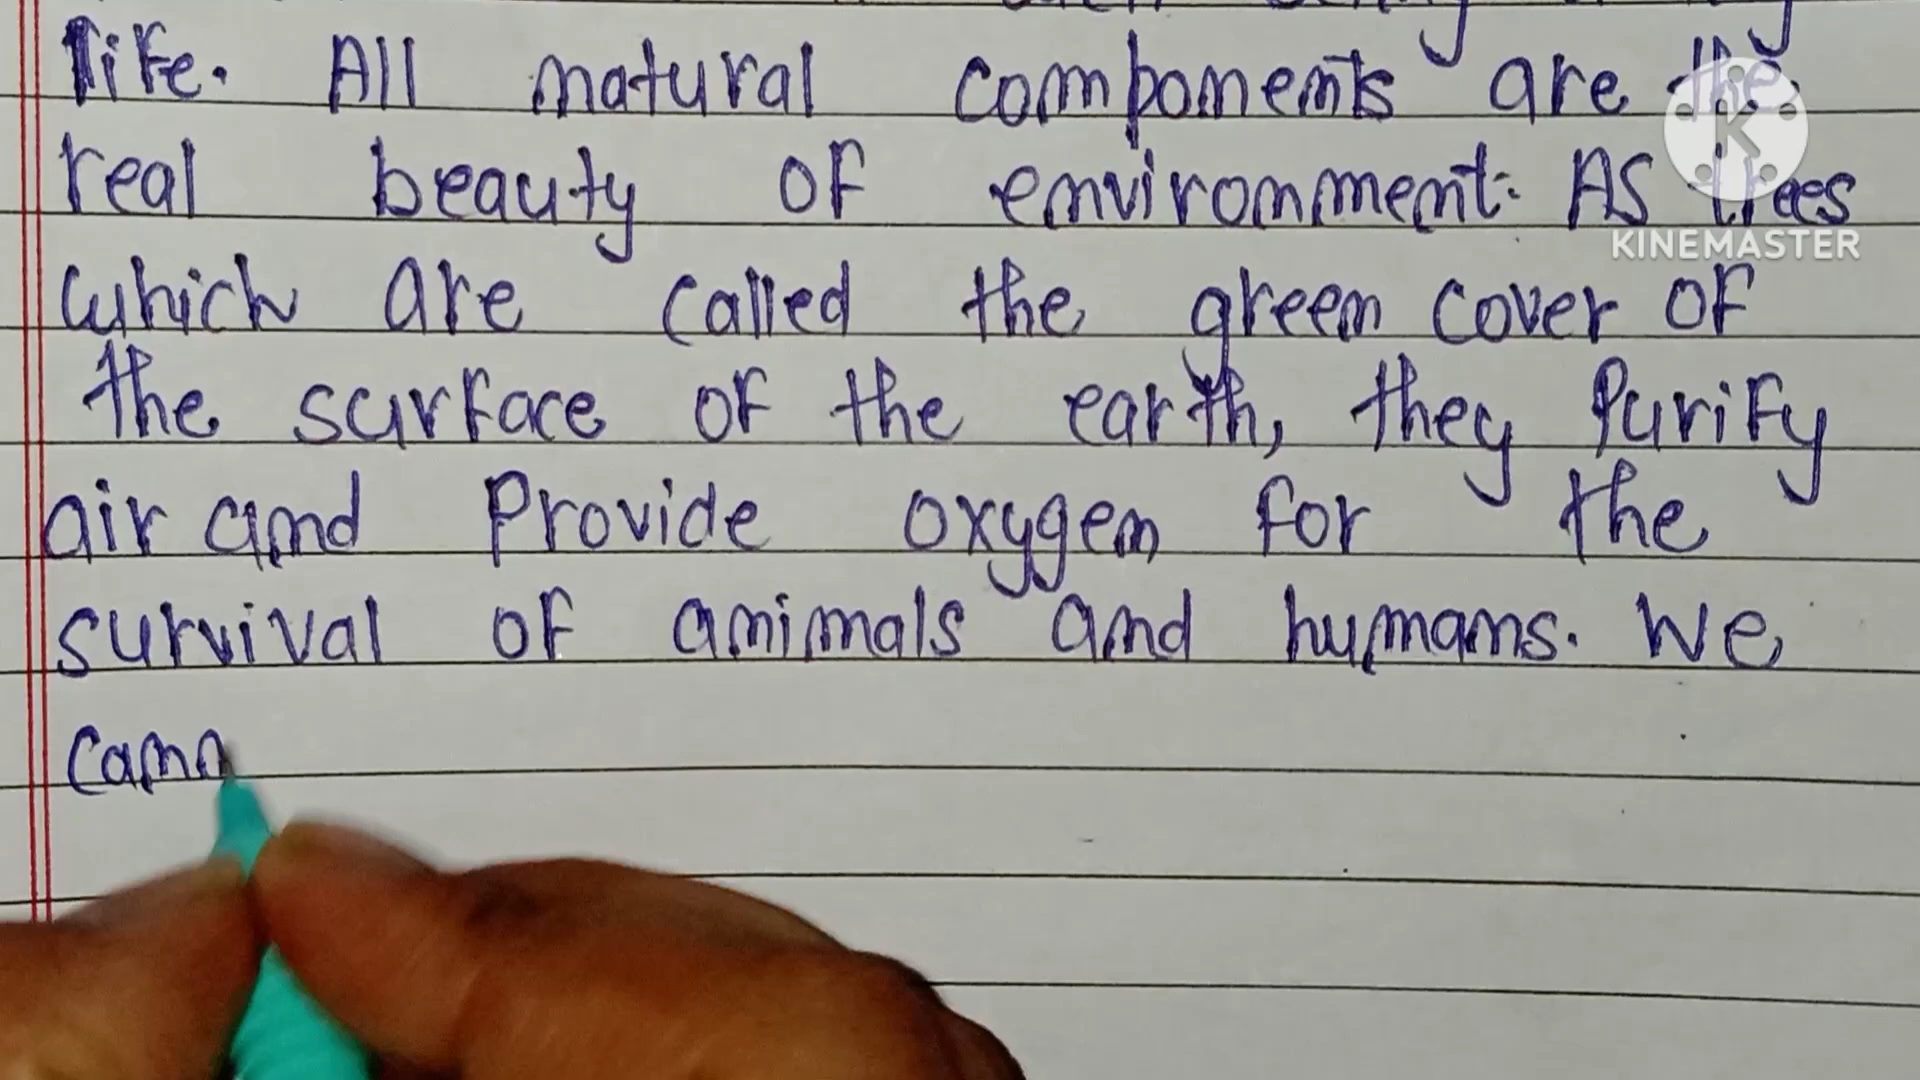 life. All natural components are the
real beauty of environment. As trees
which are called the green cover of
the surface of the earth, they Purify
air and Provide oxygen for the
survival of animals and humans. We
cann
KINEMASTER